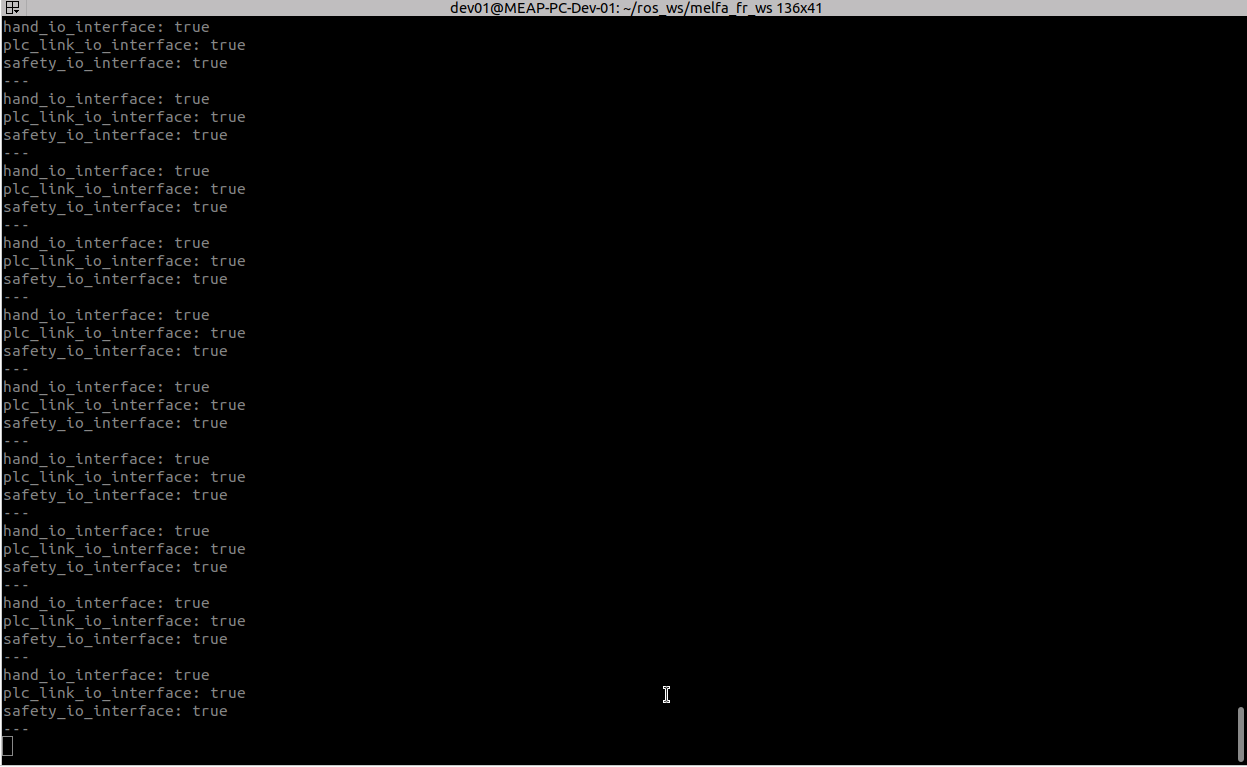 dev01@MEAP-PC-Dev-01: ~/ros_ws/melfa_fr_ws 136x41
hand_io_interface: true
plc_link_io_interface: true
safety_io_interface: true
---
hand_io_interface: true
plc_link_io_interface: true
safety_io_interface: true
---
hand_io_interface: true
plc_link_io_interface: true
safety_io_interface: true
---
hand_io_interface: true
plc_link_io_interface: true
safety_io_interface: true
---
hand_io_interface: true
plc_link_io_interface: true
safety_io_interface: true
---
hand_io_interface: true
plc_link_io_interface: true
safety_io_interface: true
---
hand_io_interface: true
plc_link_io_interface: true
safety_io_interface: true
---
hand_io_interface: true
plc_link_io_interface: true
safety_io_interface: true
---
hand_io_interface: true
plc_link_io_interface: true
safety_io_interface: true
---
hand_io_interface: true
plc_link_io_interface: true
safety_io_interface: true
---